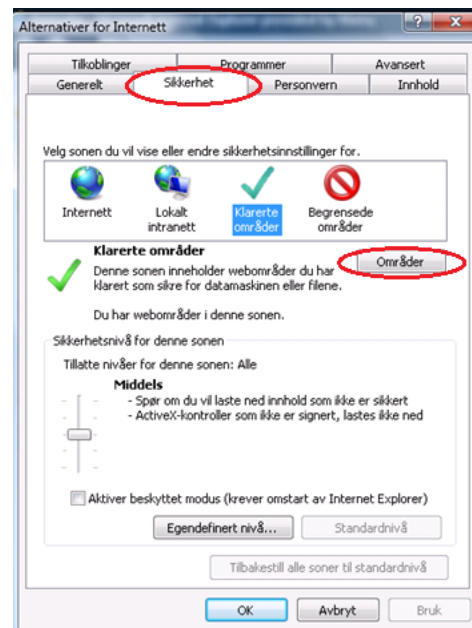 Alternativer for Internett
Tilkoblinger Programmer Avansert
Generelt Sikkerhet Personvern Innhold
Velg sonen du vil vise eller endre sikkerhetsinnstillinger for.
Internett Lokalt intranett Klarerte områder Begrensede områder
Klarerte områder
Områder
Denne sonen inneholder webområder du har
klarert som sikre for datamaskinen eller filene.
Du har webområder i denne sonen.
Sikkerhetsnivå for denne sonen
Tillatte nivåer for denne sonen: Alle
Middels
- Spør om du vil laste ned innhold som ikke er sikkert
- ActiveX-kontroller som ikke er signert, lastes ikke ned
Aktiver beskyttet modus (krever omstart av Internet Explorer)
Egendefinert nivå... Standardnivå
Tilbakestill alle soner til standardnivå
OK Avbryt Bruk